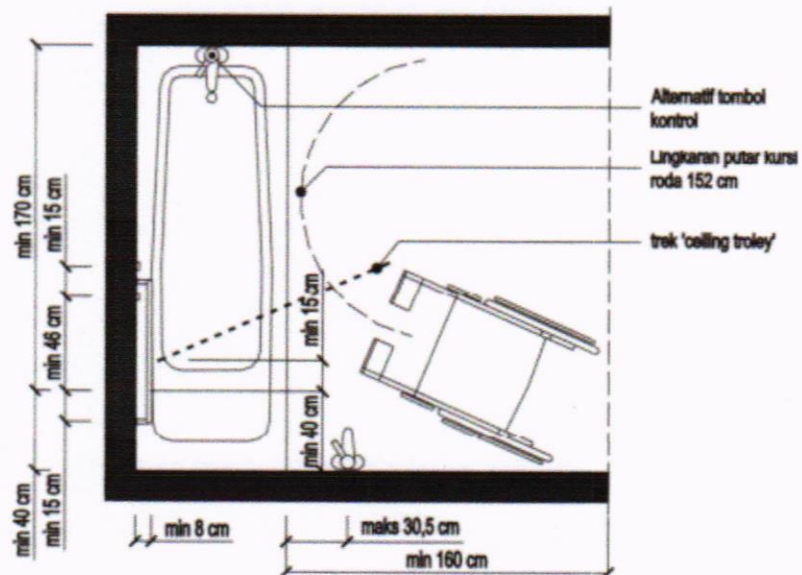 Alternatif tombol
kontrol
Lingkaran putar kursi
roda 152 cm
trek 'ceiling troley'
min 170 cm
min 15 cm
min 46 cm
min 15 cm
min 40 cm
min 15 cm
min 40 cm
min 8 cm
maks 30,5 cm
min 160 cm